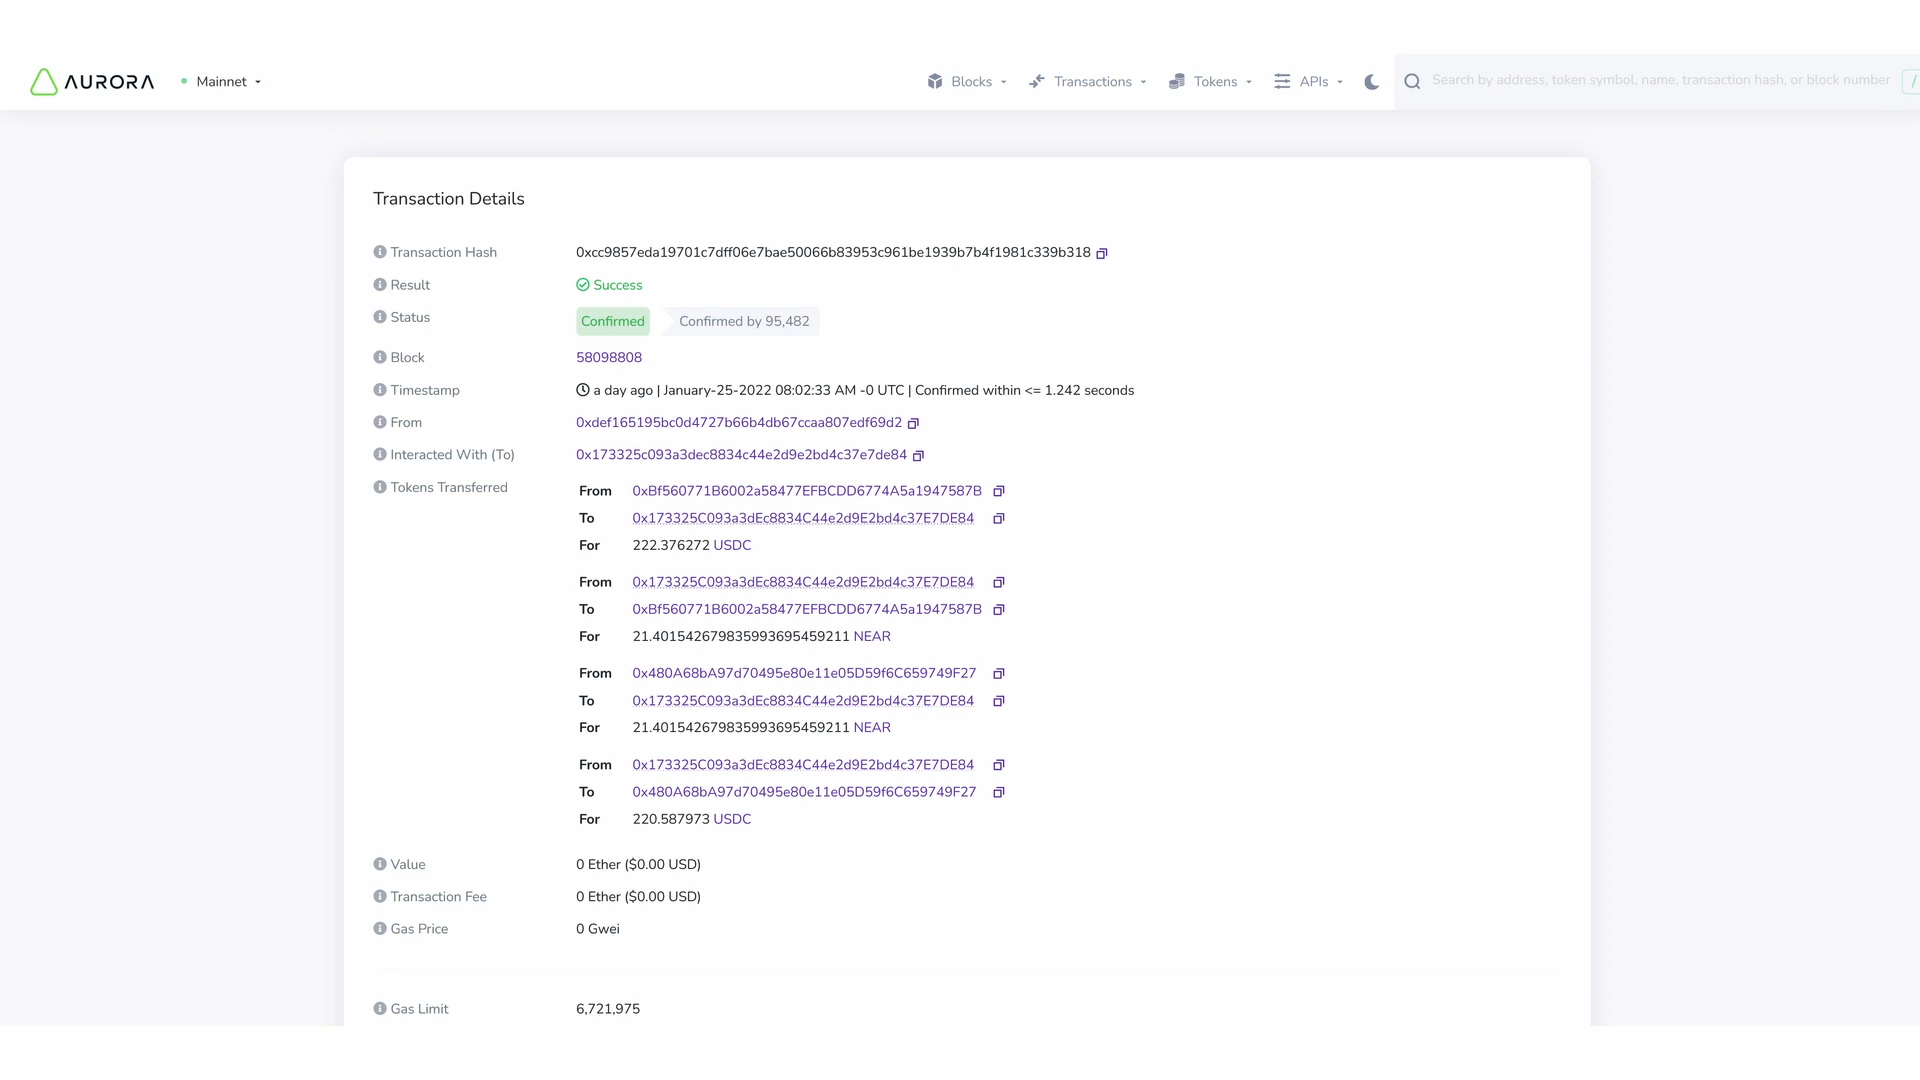 AURORA Mainnet Blocks Transactions Tokens APIs Search by address, token symbol, name, transaction hash, or block number /
Transaction Details
Transaction Hash 0xcc9857eda19701c7dff06e7bae50066b83953c961be1939b7b4f1981c339b318
Result Success
Status Confirmed Confirmed by 95,482
Block 58098808
Timestamp a day ago | January-25-2022 08:02:33 AM -0 UTC | Confirmed within <= 1.242 seconds
From 0xdef165195bc0d4727b66b4db67ccaa807edf69d2
Interacted With (To) 0x173325c093a3dec8834c44e2d9e2bd4c37e7de84
Tokens Transferred
From 0xBf560771B6002a58477EFBCDD6774A5a1947587B
To 0x173325C093a3dEc8834C44e2d9E2bd4c37E7DE84
For 222.376272 USDC
From 0x173325C093a3dEc8834C44e2d9E2bd4c37E7DE84
To 0xBf560771B6002a58477EFBCDD6774A5a1947587B
For 21.401542679835993695459211 NEAR
From 0x480A68bA97d70495e80e11e05D59f6C659749F27
To 0x173325C093a3dEc8834C44e2d9E2bd4c37E7DE84
For 21.401542679835993695459211 NEAR
From 0x173325C093a3dEc8834C44e2d9E2bd4c37E7DE84
To 0x480A68bA97d70495e80e11e05D59f6C659749F27
For 220.587973 USDC
Value 0 Ether ($0.00 USD)
Transaction Fee 0 Ether ($0.00 USD)
Gas Price 0 Gwei
Gas Limit 6,721,975